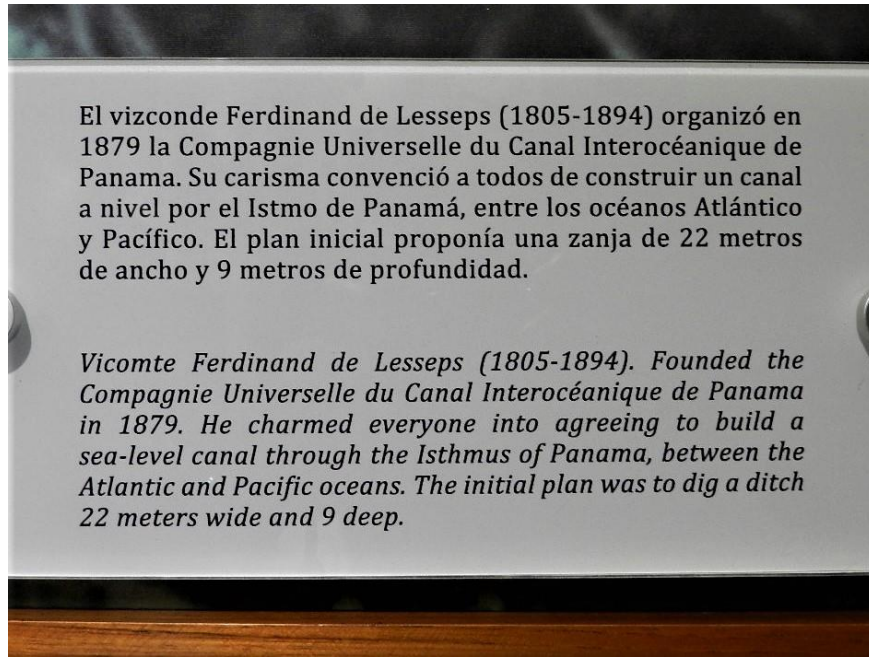 El vizconde Ferdinand de Lesseps (1805-1894) organizó en
1879 la Compagnie Universelle du Canal Interocéanique de
Panama. Su carisma convenció a todos de construir un canal
a nivel por el Istmo de Panamá, entre los océanos Atlántico
y Pacífico. El plan inicial proponía una zanja de 22 metros
de ancho y 9 metros de profundidad.
Vicomte Ferdinand de Lesseps (1805-1894). Founded the
Compagnie Universelle du Canal Interocéanique de Panama
in 1879. He charmed everyone into agreeing to build a
sea-level canal through the Isthmus of Panama, between the
Atlantic and Pacific oceans. The initial plan was to dig a ditch
22 meters wide and 9 deep.